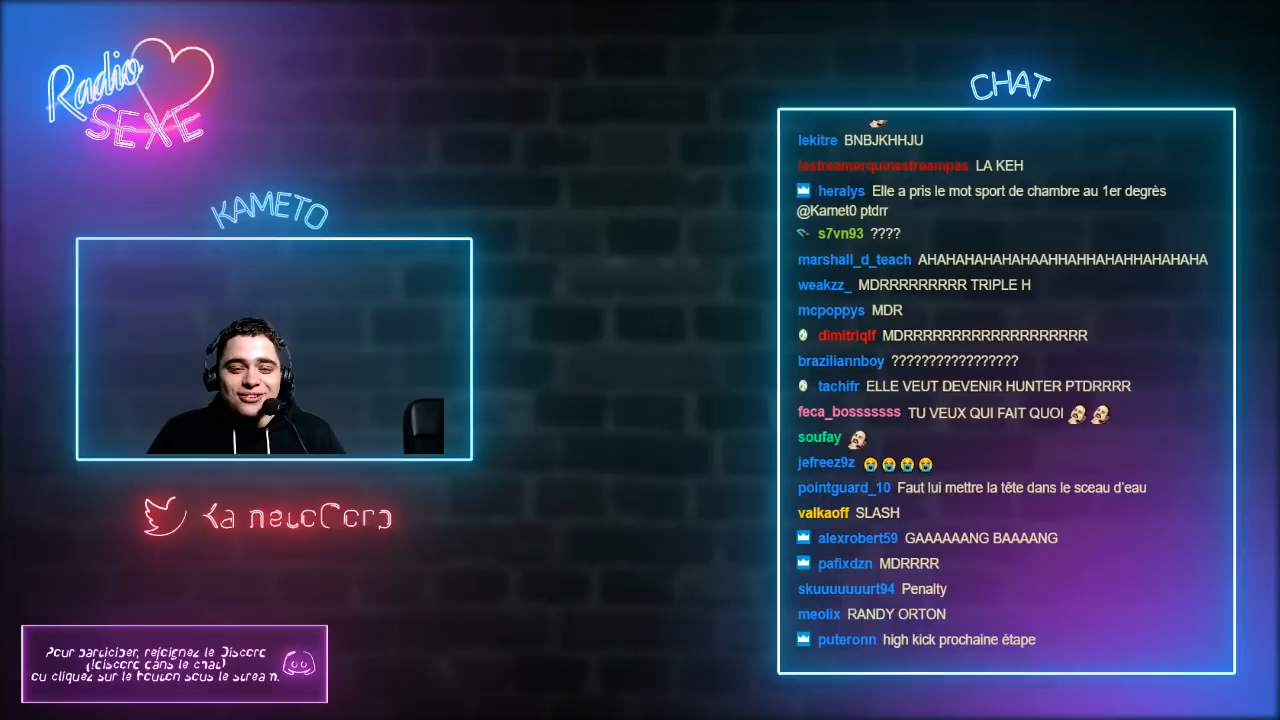 Radio
SEXE
KAMETO
CHAT
lekitre BNBJKHHJU
lestreamerquinestreampas LA KEH
heralys Elle a pris le mot sport de chambre au 1er degrès
@Kamet0 ptdrr
s7vn93 ????
marshall_d_teach AHAHAHAHAHAHAAHHAHHAHAHHAHAHAHA
weakzz_ MDRRRRRRRRR TRIPLE H
mcpoppys MDR
dimitriqlf MDRRRRRRRRRRRRRRRRRRR
braziliannboy ?????????????????
tachifr ELLE VEUT DEVENIR HUNTER PTDRRRR
feca_bosssssss TU VEUX QUI FAIT QUOI
soufay
jefreez9z 😭😭😭😭
pointguard_10 Faut lui mettre la tête dans le sceau d'eau
valkaoff SLASH
alexrobert59 GAAAAAANG BAAAANG
pafixdzn MDRRRR
skuuuuuuurt94 Penalty
meolix RANDY ORTON
puteronn high kick prochaine étape
KametoCorp
Pour participer, rejoignez le Discord
(!discord dans le chat)
ou cliquez sur le bouton sous le stream.